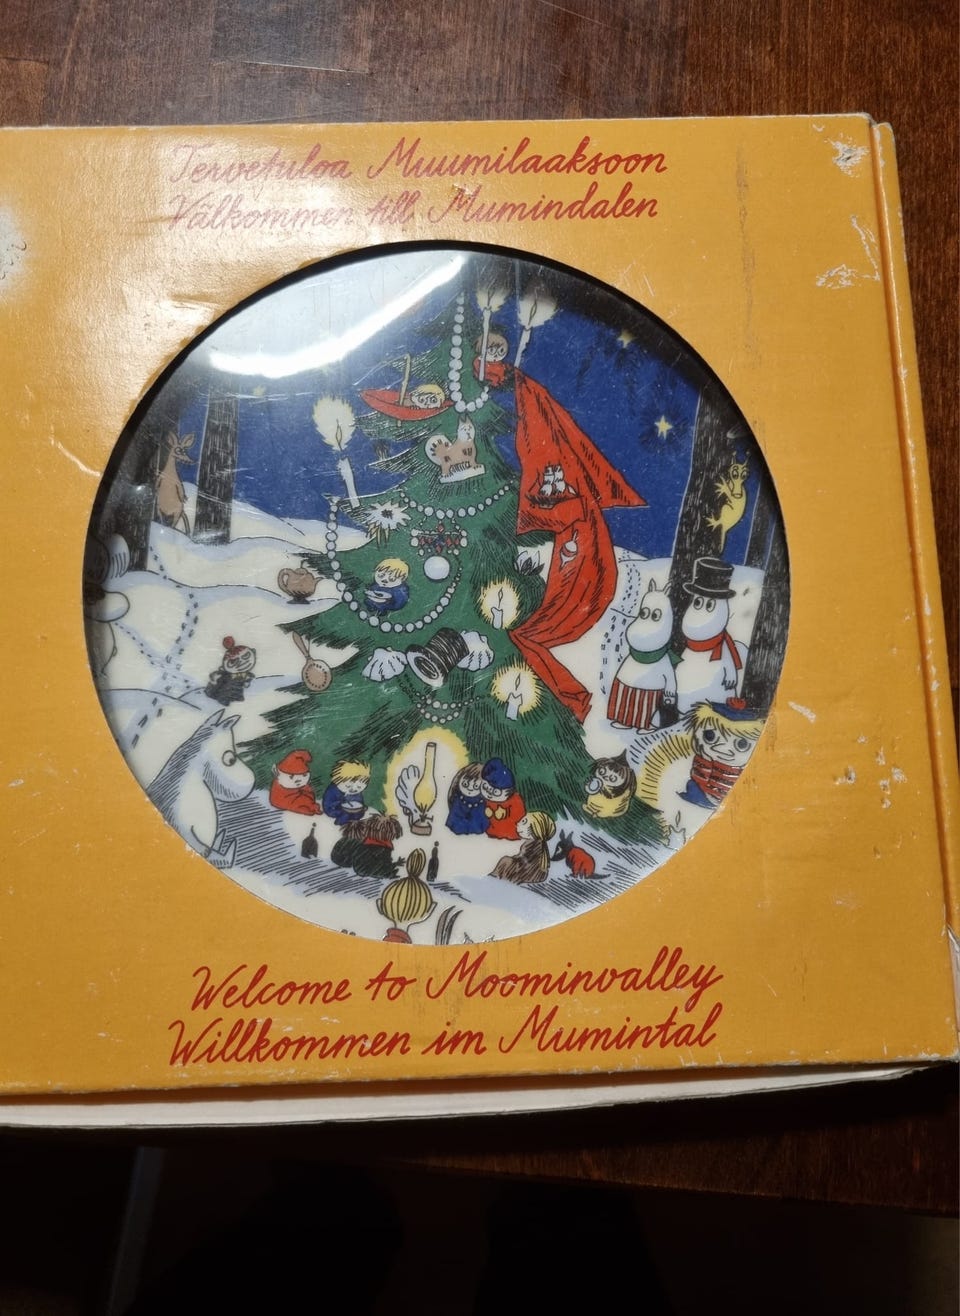 Tervetuloa Muumilaaksoon
Välkommen till Mumindalen
Welcome to Moominvalley
Willkommen im Mumintal